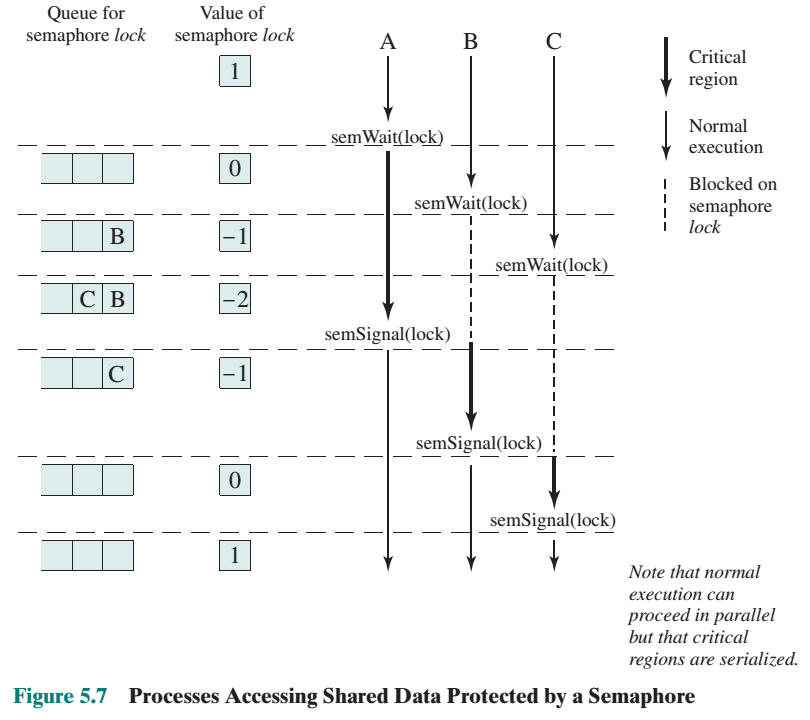 Queue for
semaphore lock
Value of
semaphore lock
A
B
C
1
Critical
region
Normal
execution
Blocked on
semaphore
lock
semWait(lock)
0
semWait(lock)
B
−1
semWait(lock)
C B
−2
semSignal(lock)
C
−1
semSignal(lock)
0
semSignal(lock)
1
Note that normal
execution can
proceed in parallel
but that critical
regions are serialized.
Figure 5.7 Processes Accessing Shared Data Protected by a Semaphore